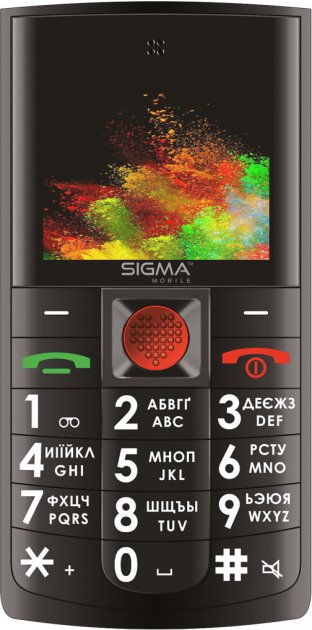 SIGMA
MOBILE
1
2 АБВГҐ
ABC
3 ДЕЄЖЗ
DEF
4 ИІЇЙКЛ
GHI
5 МНОП
JKL
6 РСТУ
MNO
7 ФХЦЧ
PQRS
8 ШЩЪЫ
TUV
9 ЬЭЮЯ
WXYZ
* +
0
#